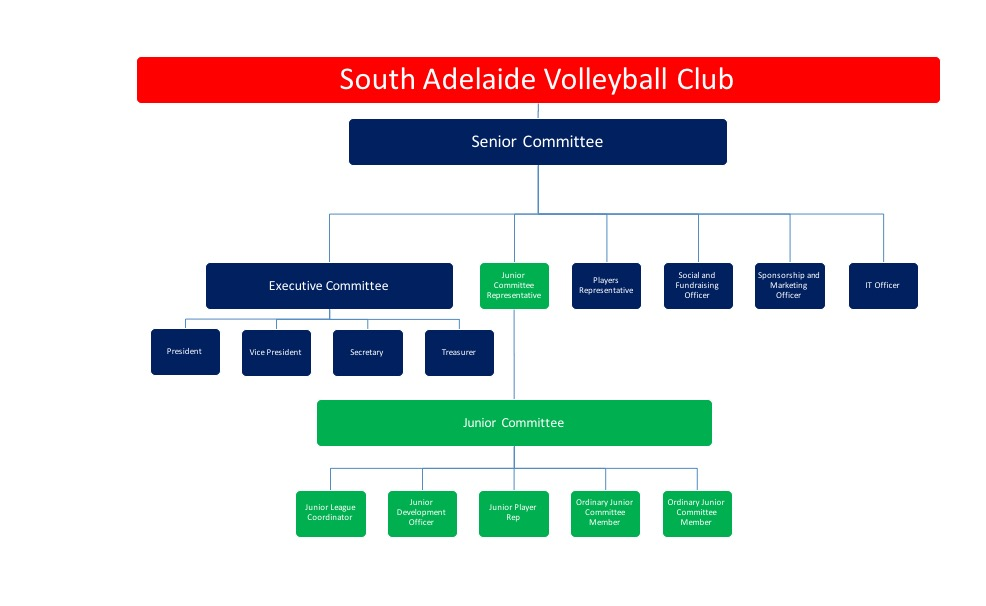 South Adelaide Volleyball Club
Senior Committee
Executive Committee
Junior
Committee
Representative
Players
Representative
Social and
Fundraising
Officer
Sponsorship and
Marketing
Officer
IT Officer
President
Vice President
Secretary
Treasurer
Junior Committee
Junior League
Coordinator
Junior
Development
Officer
Junior Player
Rep
Ordinary Junior
Committee
Member
Ordinary Junior
Committee
Member